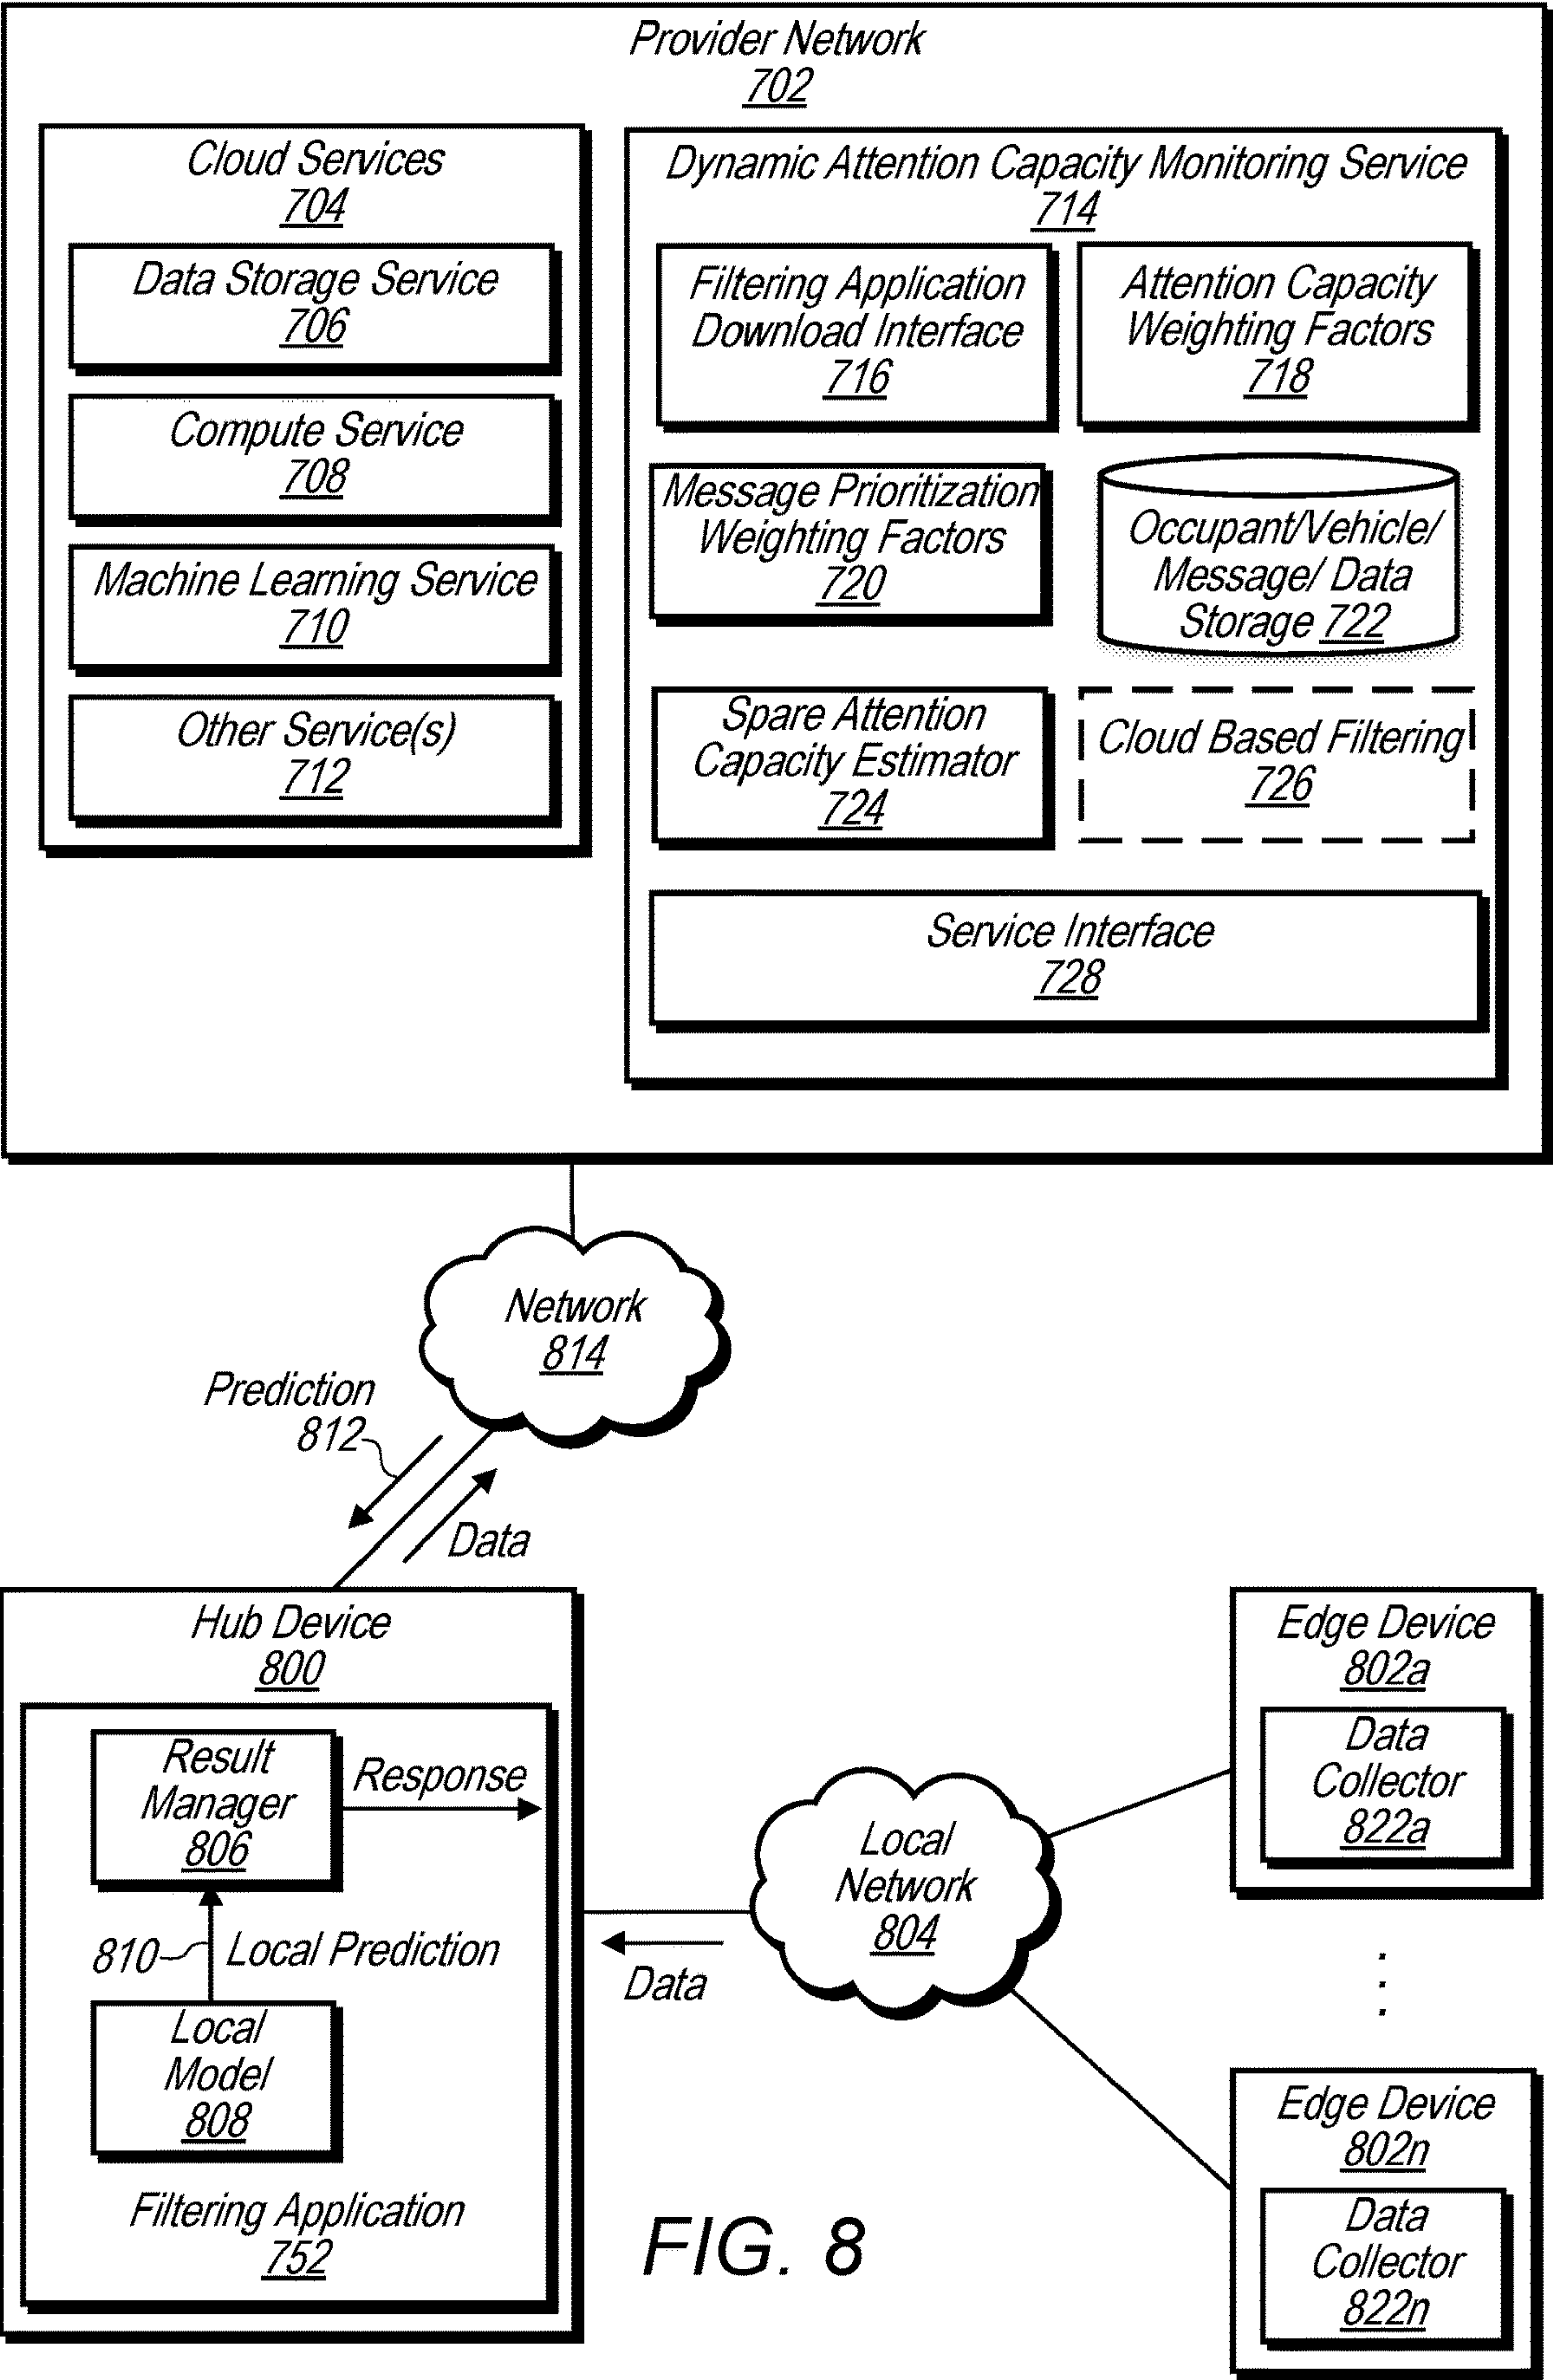 Provider Network
702
Cloud Services
704
Data Storage Service
706
Compute Service
708
Machine Learning Service
710
Other Service(s)
712
Dynamic Attention Capacity Monitoring Service
714
Filtering Application
Download Interface
716
Attention Capacity
Weighting Factors
718
Message Prioritization
Weighting Factors
720
Occupant/Vehicle/
Message/ Data
Storage 722
Spare Attention
Capacity Estimator
724
Cloud Based Filtering
726
Service Interface
728
Network
814
Prediction
812
Data
Hub Device
800
Result
Manager
806
Response
810
Local Prediction
Local
Model
808
Filtering Application
752
Local
Network
804
Data
Edge Device
802a
Data
Collector
822a
Edge Device
802n
Data
Collector
822n
FIG. 8